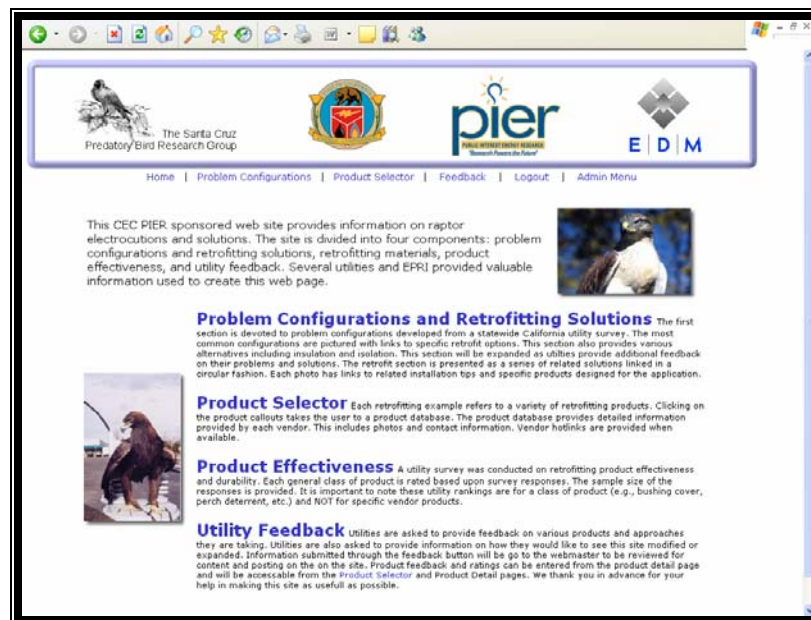 The Santa Cruz
Predatory Bird Research Group
pier
PUBLIC INTEREST ENERGY RESEARCH
"Research Powers the Future"
E | D | M
Home | Problem Configurations | Product Selector | Feedback | Logout | Admin Menu
This CEC PIER sponsored web site provides information on raptor
electrocutions and solutions. The site is divided into four components: problem
configurations and retrofitting solutions, retrofitting materials, product
effectiveness, and utility feedback. Several utilities and EPRI provided valuable
information used to create this web page.
Problem Configurations and Retrofitting Solutions The first
section is devoted to problem configurations developed from a statewide California utility survey. The most
common configurations are pictured with links to specific retrofit options. This section also provides various
alternatives including insulation and isolation. This section will be expanded as utilties provide additional feedback
on their problems and solutions. The retrofit section is presented as a series of related solutions linked in a
circular fashion. Each photo has links to related installation tips and specific products designed for the application.
Product Selector Each retrofitting example refers to a variety of retrofitting products. Clicking on
the product callouts takes the user to a product database. The product database provides detailed information
provided by each vendor. This includes photos and contact information. Vendor hotlinks are provided when
available.
Product Effectiveness A utility survey was conducted on retrofitting product effectiveness
and durability. Each general class of product is rated based upon survey responses. The sample size of the
responses is provided. It is important to note these utility rankings are for a class of product (e.g., bushing cover,
perch deterrent, etc.) and NOT for specific vendor products.
Utility Feedback Utilities are asked to provide feedback on various products and approaches
they are taking. Utilities are also asked to provide information on how they would like to see this site modified or
expanded. Information submitted through the feedback button will be go to the webmaster to be reviewed for
content and posting on the on the site. Product feedback and ratings can be entered from the product detail page
and will be accessable from the Product Selector and Product Detail pages. We thank you in advance for your
help in making this site as usefull as possible.